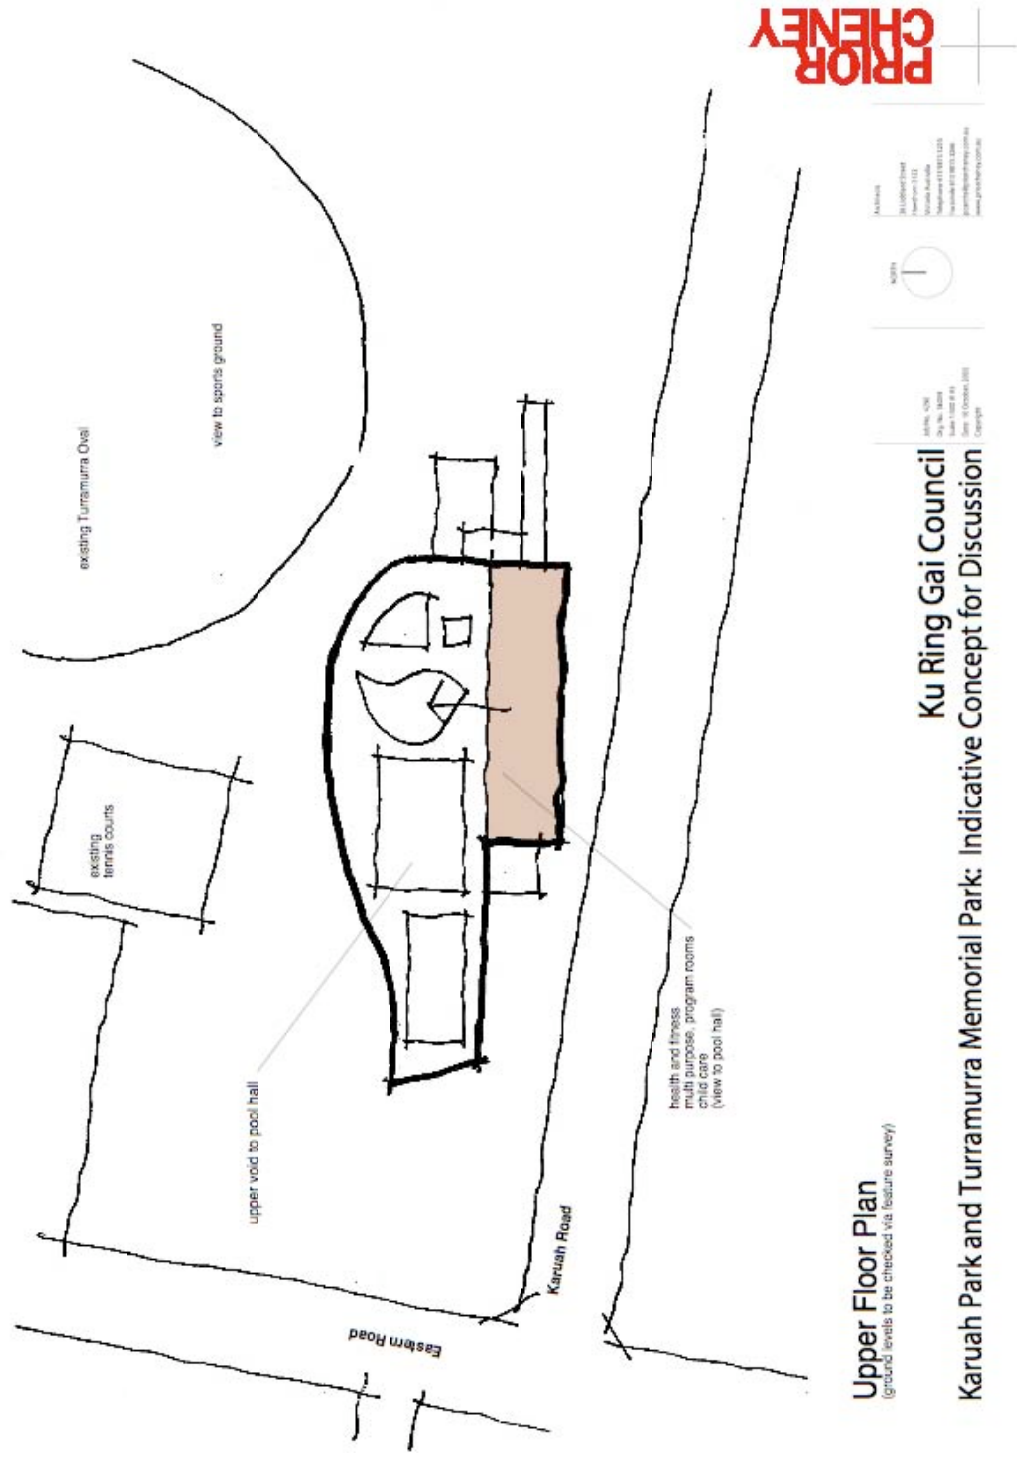 existing Turramurra Oval
view to sports ground
existing
tennis courts
upper void to pool hall
health and fitness
multi purpose, program rooms
child care
(view to pool hall)
Eastern Road
Karuah Road
Upper Floor Plan
(ground levels to be checked via feature survey)
Ku Ring Gai Council
Karuah Park and Turramurra Memorial Park: Indicative Concept for Discussion
Copyright
NORTH
Architects
PRIOR
CHENEY